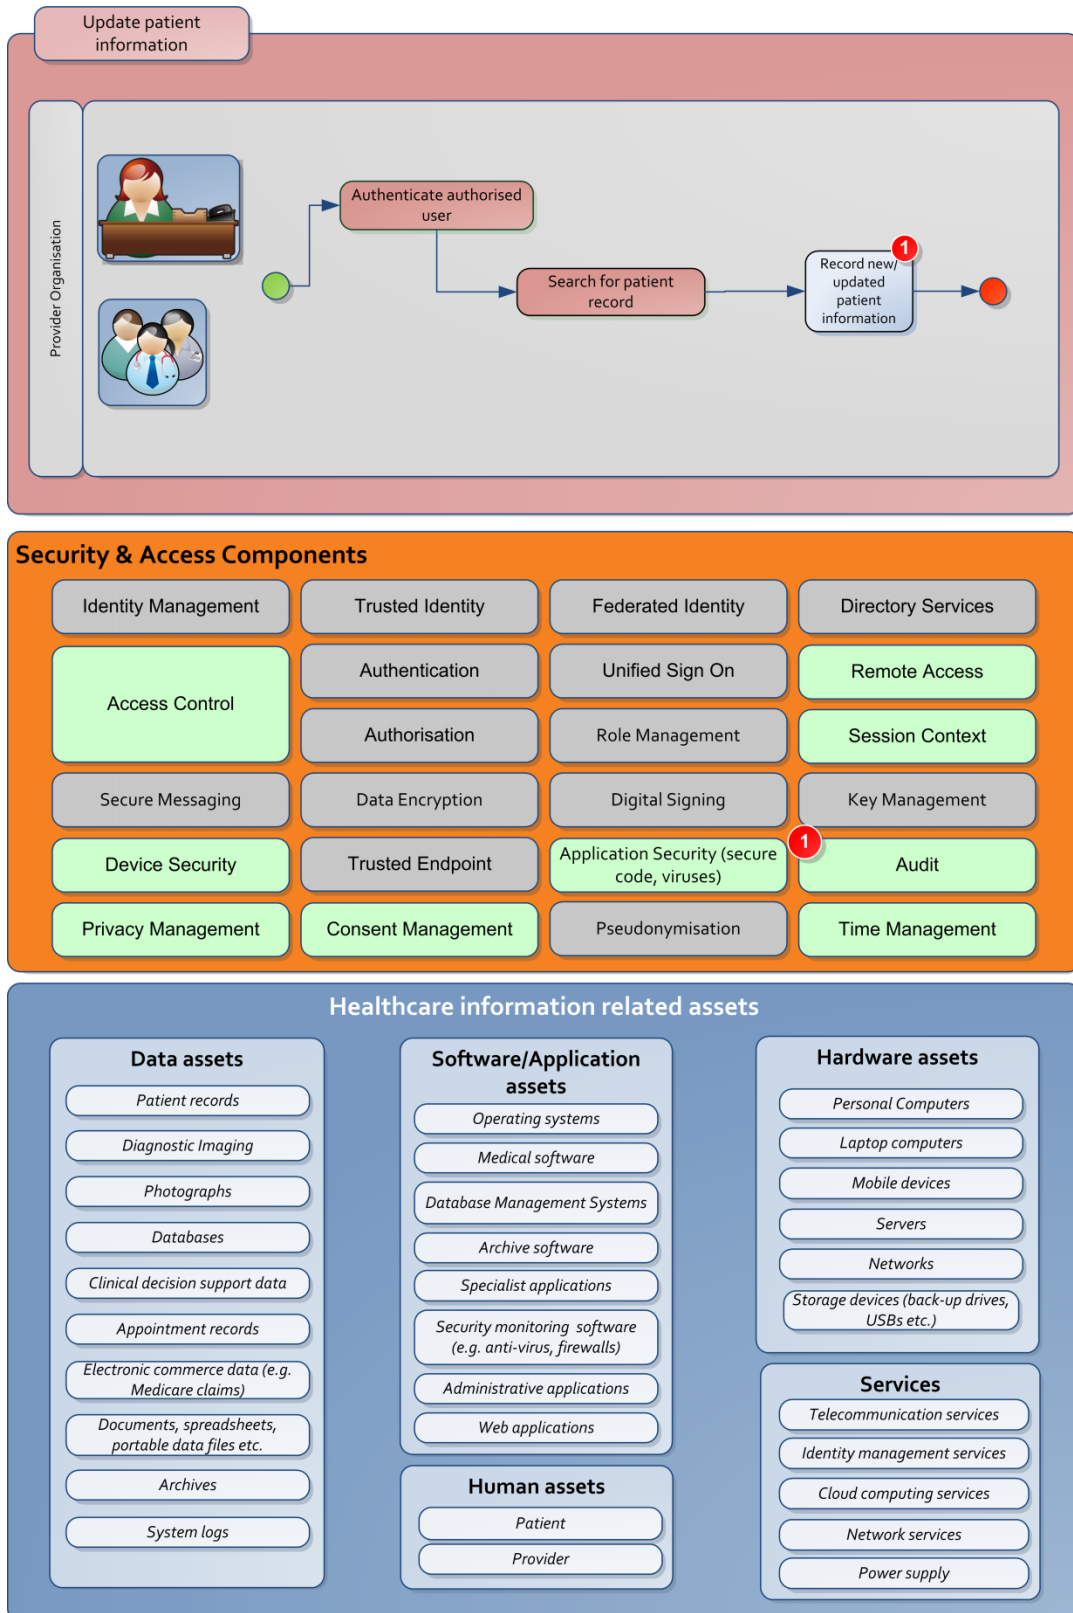 Update patient
information
Provider Organisation
Authenticate authorised
user
Search for patient
record
1
Record new/
updated
patient
information
Security & Access Components
Identity Management
Trusted Identity
Federated Identity
Directory Services
Access Control
Authentication
Unified Sign On
Remote Access
Authorisation
Role Management
Session Context
Secure Messaging
Data Encryption
Digital Signing
Key Management
Device Security
Trusted Endpoint
Application Security (secure
code, viruses)
1
Audit
Privacy Management
Consent Management
Pseudonymisation
Time Management
Healthcare information related assets
Data assets
Patient records
Diagnostic Imaging
Photographs
Databases
Clinical decision support data
Appointment records
Electronic commerce data (e.g.
Medicare claims)
Documents, spreadsheets,
portable data files etc.
Archives
System logs
Software/Application
assets
Operating systems
Medical software
Database Management Systems
Archive software
Specialist applications
Security monitoring software
(e.g. anti-virus, firewalls)
Administrative applications
Web applications
Human assets
Patient
Provider
Hardware assets
Personal Computers
Laptop computers
Mobile devices
Servers
Networks
Storage devices (back-up drives,
USBs etc.)
Services
Telecommunication services
Identity management services
Cloud computing services
Network services
Power supply